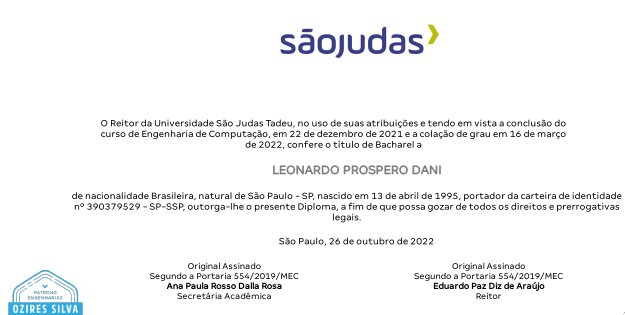 sãojudas
O Reitor da Universidade São Judas Tadeu, no uso de suas atribuições e tendo em vista a conclusão do
curso de Engenharia de Computação, em 22 de dezembro de 2021 e a colação de grau em 16 de março
de 2022, confere o titulo de Bacharel a
LEONARDO PROSPERO DANI
de nacionalidade Brasileira, natural de São Paulo - SP, nascido em 13 de abril de 1995, portador da carteira de identidade
nº 390379529 - SP-SSP, outorga-lhe o presente Diploma, a fim de que possa gozar de todos os direitos e prerrogativas
legais.
São Paulo, 26 de outubro de 2022
Original Assinado
Segundo a Portaria 554/2019/MEC
Ana Paula Rosso Dalla Rosa
Secretária Acadêmica
Original Assinado
Segundo a Portaria 554/2019/MEC
Eduardo Paz Diz de Araújo
Reitor
PATRONO
ENGENHARIAS
OZIRES SILVA